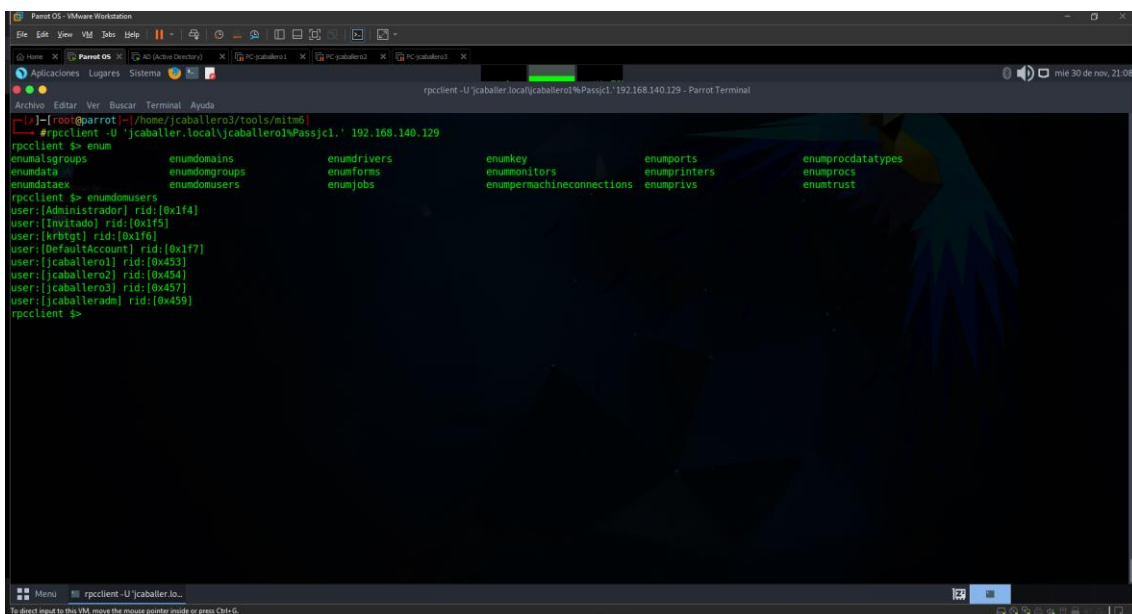 Parrot OS - VMware Workstation
File Edit View VM Tabs Help
Home Parrot OS AD (Active Directory) PC-jcaballero1 PC-jcaballero2 PC-jcaballero3
Aplicaciones Lugares Sistema mié 30 de nov, 21:08
rpcclient -U 'jcaballer.local\jcaballero1%Passjc1.' 192.168.140.129 - Parrot Terminal
Archivo Editar Ver Buscar Terminal Ayuda
[✗]-[root@parrot]-[/home/jcaballero3/tools/mitm6]
#rpcclient -U 'jcaballer.local\jcaballero1%Passjc1.' 192.168.140.129
rpcclient $> enum
enumalsgroups enumdomains enumdrivers enumkey enumports enumprocdatatypes
enumdata enumdomgroups enumforms enummonitors enumprinters enumprocs
enumdataex enumdomusers enumjobs enumpermachineconnections enumprivs enumtrust
rpcclient $> enumdomusers
user:[Administrador] rid:[0x1f4]
user:[Invitado] rid:[0x1f5]
user:[krbtgt] rid:[0x1f6]
user:[DefaultAccount] rid:[0x1f7]
user:[jcaballero1] rid:[0x453]
user:[jcaballero2] rid:[0x454]
user:[jcaballero3] rid:[0x457]
user:[jcaballeradm] rid:[0x459]
rpcclient $>
Menú rpcclient -U 'jcaballer.lo...
To direct input to this VM, move the mouse pointer inside or press Ctrl+G.